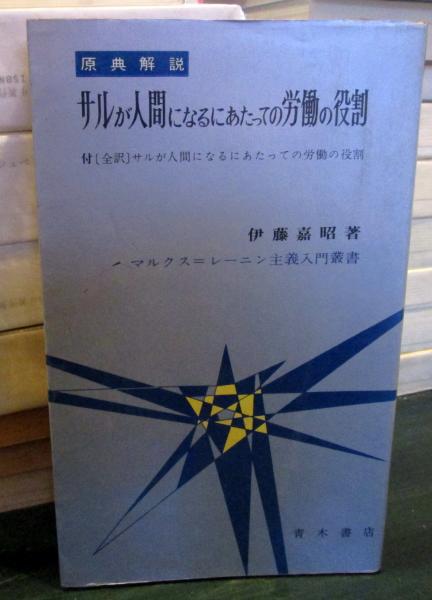 原典解説
サルが人間になるにあたっての労働の役割
付〔全訳〕サルが人間になるにあたっての労働の役割
伊藤嘉昭著
マルクス＝レーニン主義入門叢書
青木書店